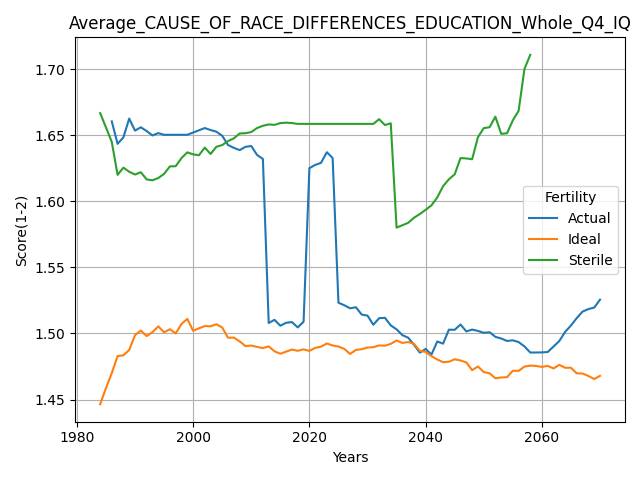 Average_CAUSE_OF_RACE_DIFFERENCES_EDUCATION_Whole_Q4_IQ
Score(1-2)
1.70
1.65
1.60
1.55
1.50
1.45
Fertility
Actual
Ideal
Sterile
1980
2000
2020
2040
2060
Years